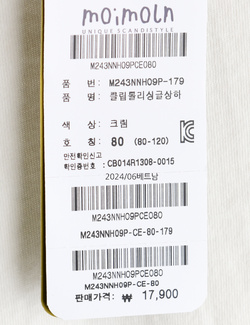 moimoln
UNIQUE SCANDISTYLE
M243NNH09PCE080
품 번: M243NNH09P-179
품 명: 클립톨리싱글상하
색 상: 크림
호 칭: 80 (80-120)
안전확인신고
확인증번호 : CB014R1308-0015
2024/06베트남
M243NNH09PCE080
M243NNH09P-CE-80-179
M243NNH09PCE080
M243NNH09P-CE-80
판매가격: ₩ 17,900